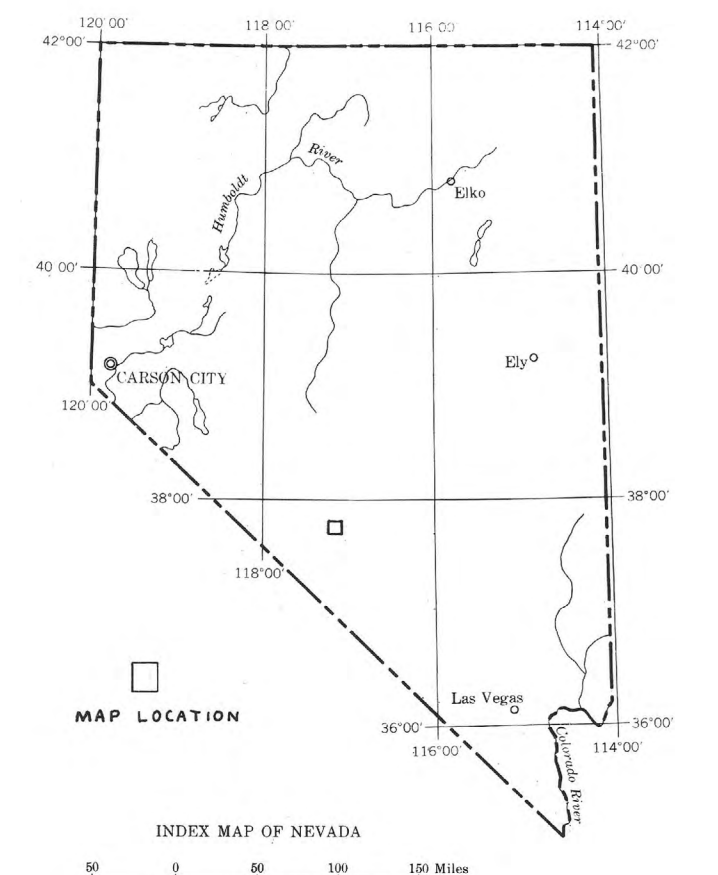 120°00' 118°00' 116°00' 114°00'
42°00' 42°00'
River
Humboldt
Elko
40°00' 40°00'
Ely
CARSON CITY
120°00'
38°00' 38°00'
118°00'
Las Vegas
MAP LOCATION
36°00' 36°00'
116°00' 114°00'
Colorado River
INDEX MAP OF NEVADA
50 0 50 100 150 Miles